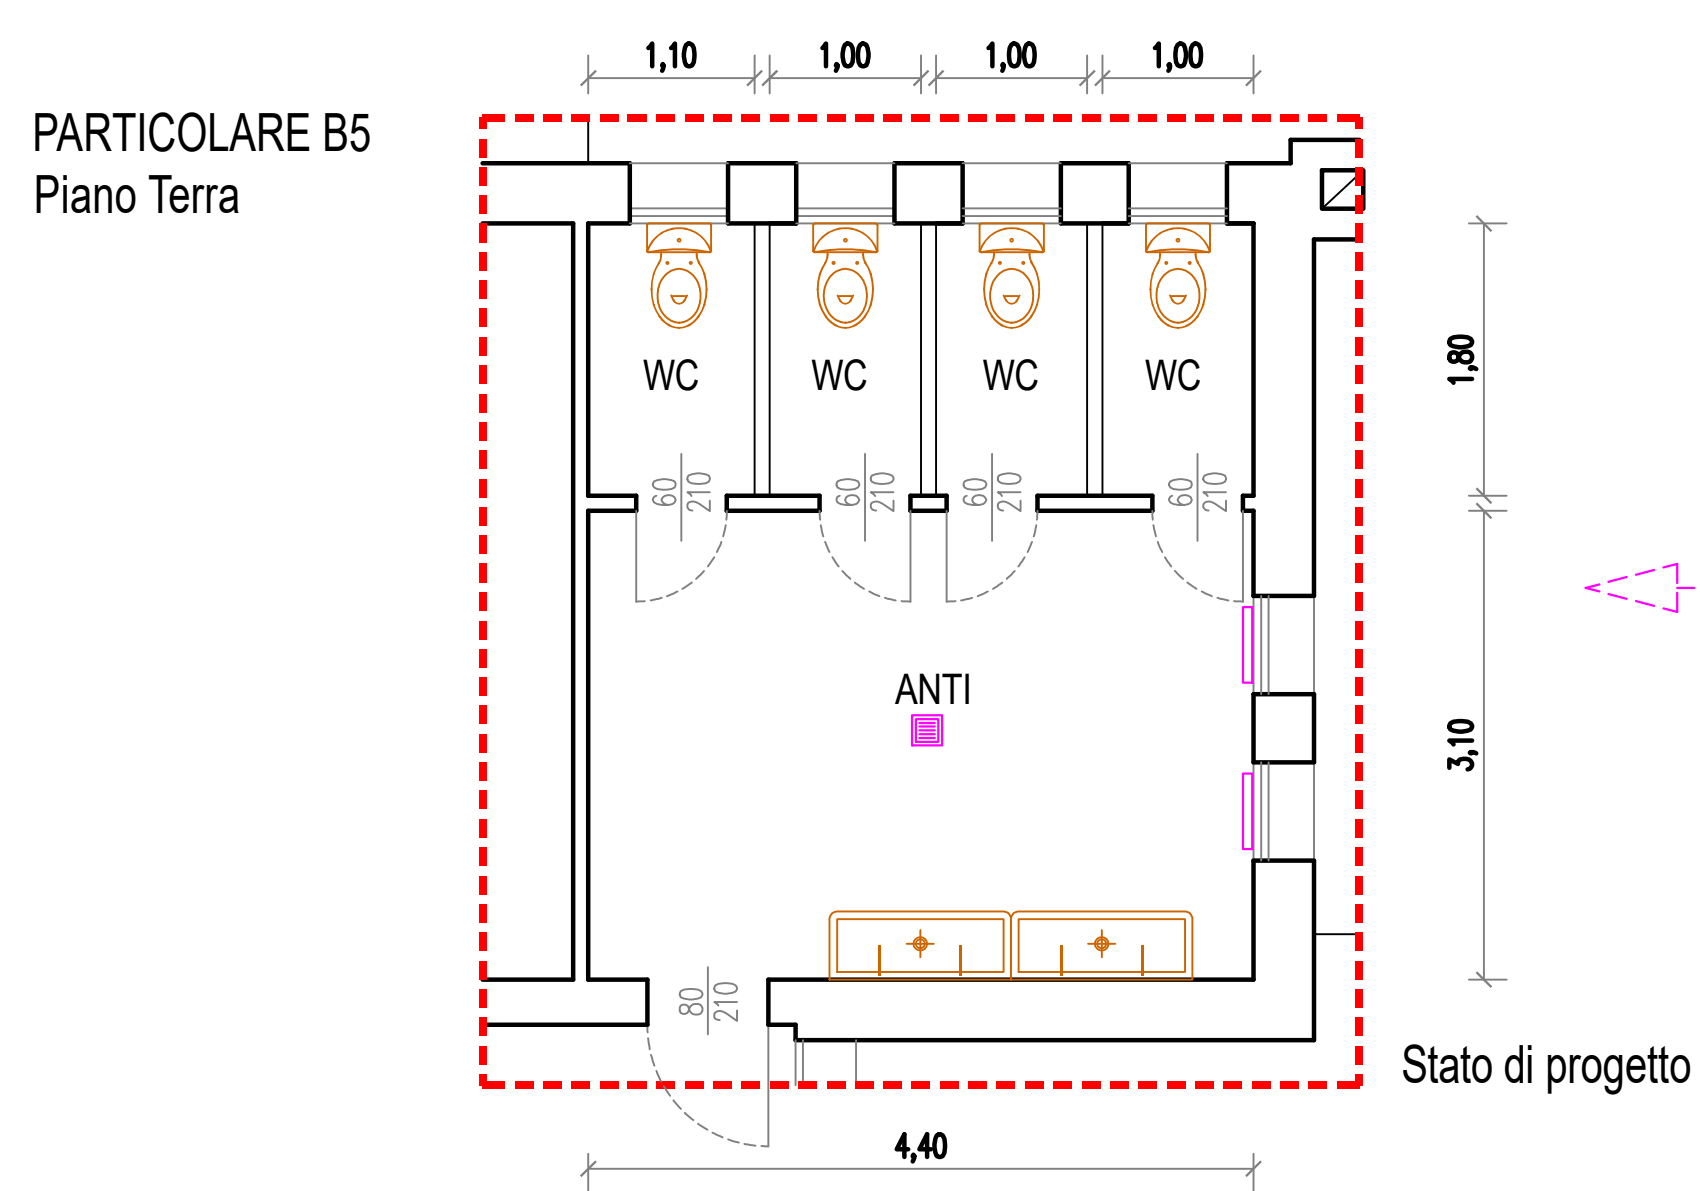 1,10 1,00 1,00 1,00
PARTICOLARE B5
Piano Terra
WC WC WC WC
1,80
60 60 60 60
210 210 210 210
ANTI
3,10
80
210
Stato di progetto
4,40